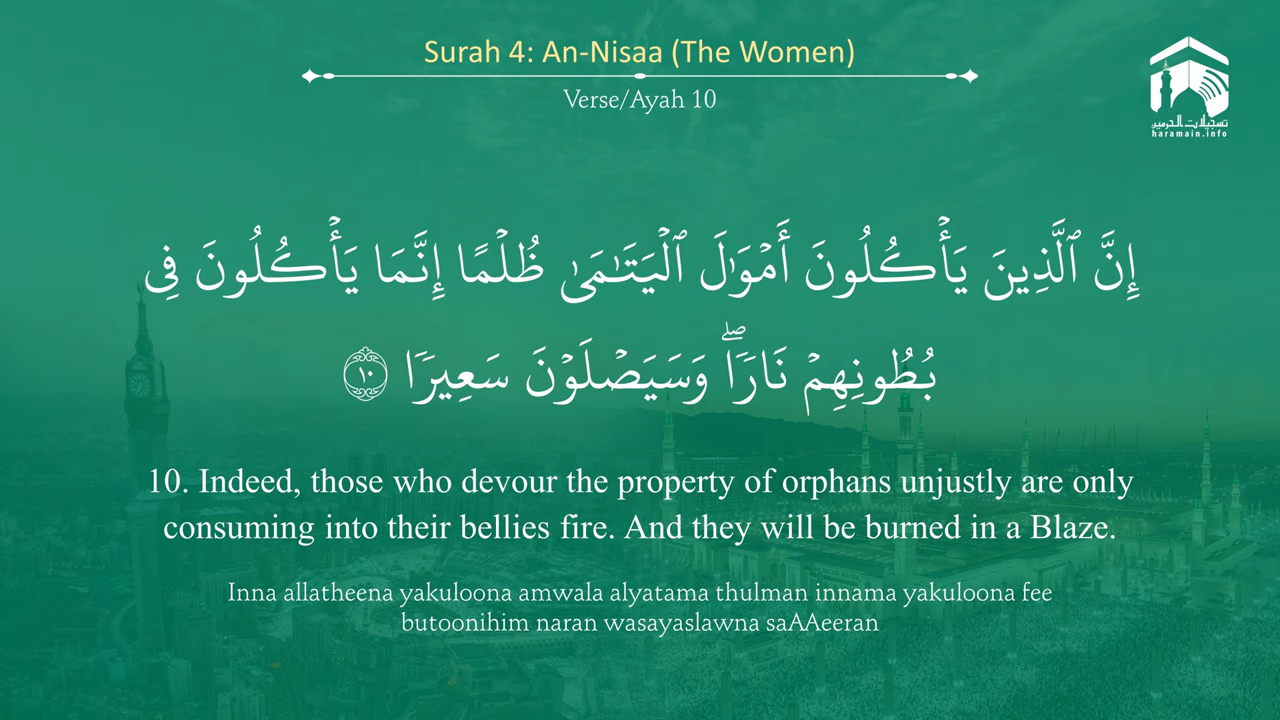 Surah 4: An-Nisaa (The Women)
Verse/Ayah 10
تسجيلات الحرمين
haramain.info
إِنَّ ٱلَّذِينَ يَأۡكُلُونَ أَمۡوَٰلَ ٱلۡيَتَٰمَىٰ ظُلۡمًا إِنَّمَا يَأۡكُلُونَ فِي
بُطُونِهِمۡ نَارٗاۖ وَسَيَصۡلَوۡنَ سَعِيرٗا ١٠
10. Indeed, those who devour the property of orphans unjustly are only
consuming into their bellies fire. And they will be burned in a Blaze.
Inna allatheena yakuloona amwala alyatama thulman innama yakuloona fee
butoonihim naran wasayaslawna saAAeeran